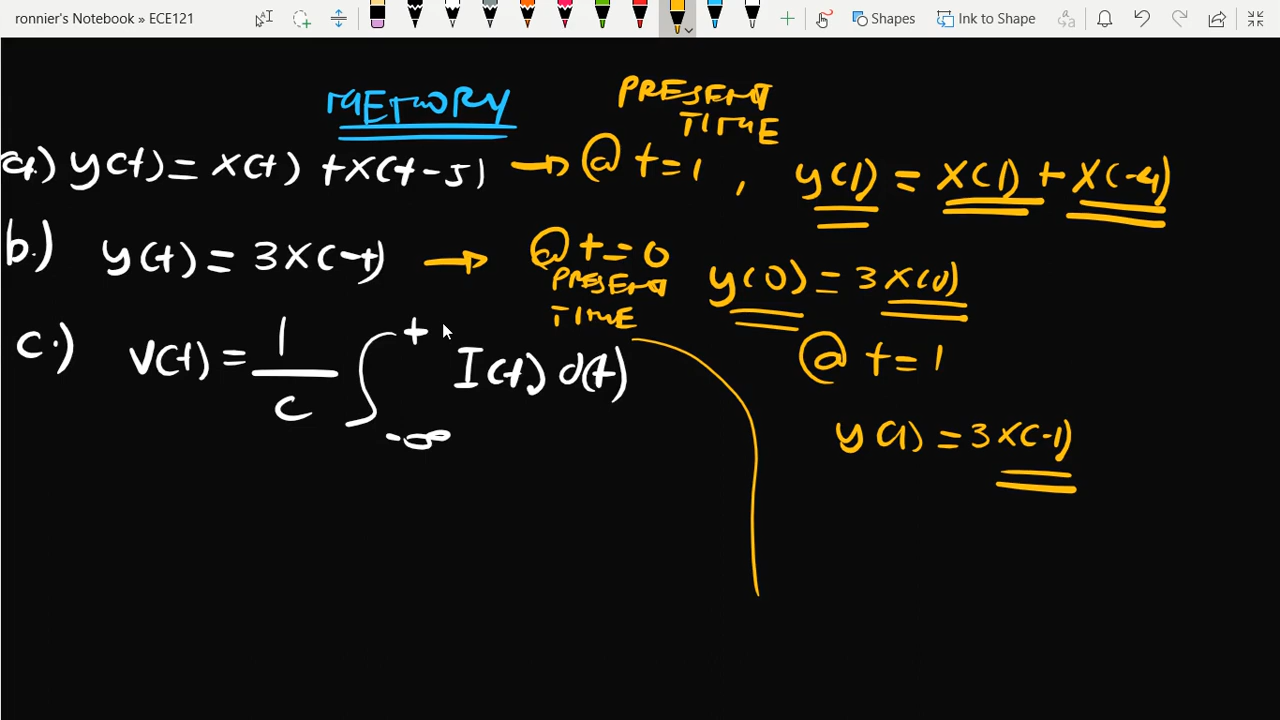 ronnier's Notebook » ECE121
Shapes
Ink to Shape
MEMORY
PRESENT
TIME
a.) y(t) = x(t) + x(t-5) → @ t=1, y(1) = x(1) + x(-4)
b.) y(t) = 3x(-t) → @ t=0
PRESENT
TIME
y(0) = 3x(0)
@ t=1
y(1) = 3x(-1)
c.) V(t) = 1/C ∫ t -∞ I(t) d(t)